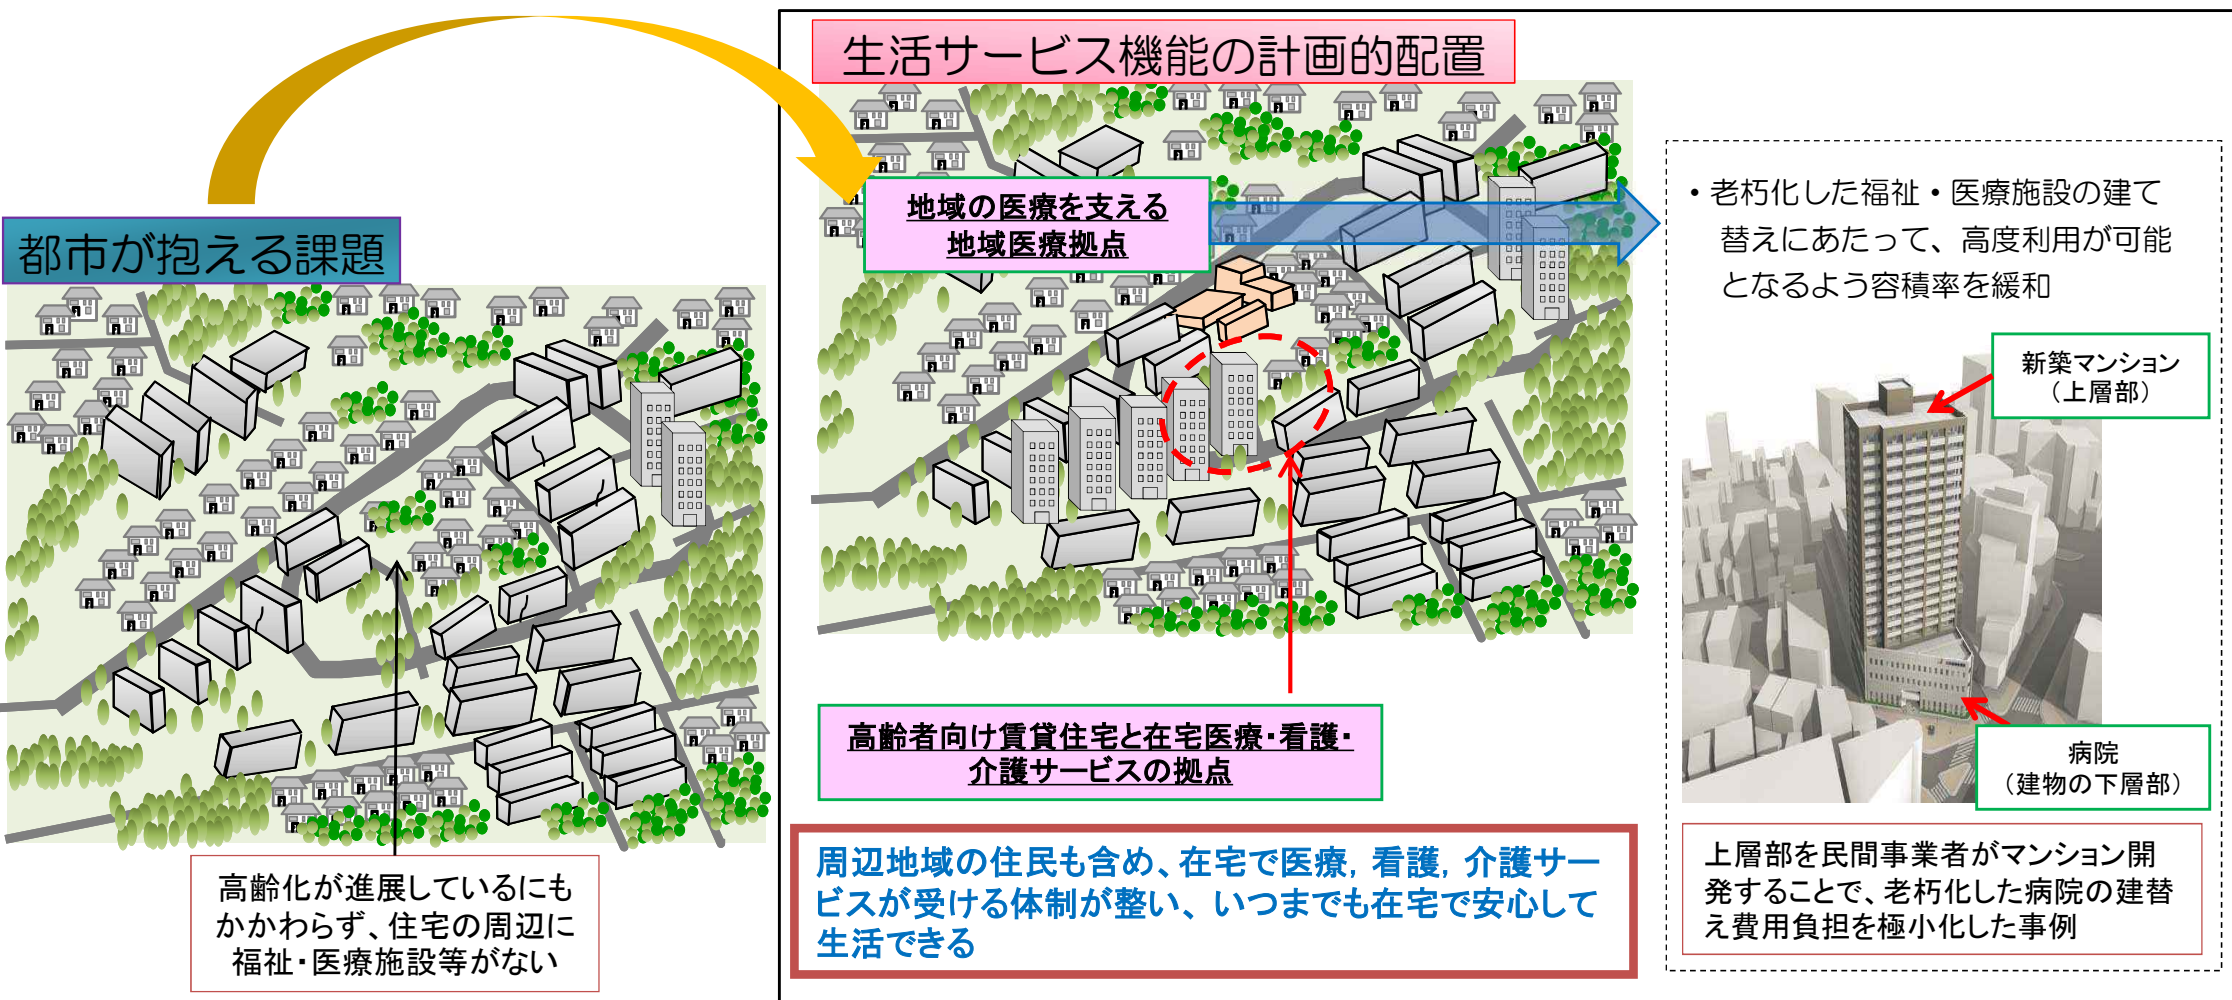 都市が抱える課題
高齢化が進展しているにも
かかわらず、住宅の周辺に
福祉・医療施設等がない
生活サービス機能の計画的配置
地域の医療を支える
地域医療拠点
高齢者向け賃貸住宅と在宅医療・看護・
介護サービスの拠点
周辺地域の住民も含め、在宅で医療，看護，介護サー
ビスが受ける体制が整い、いつまでも在宅で安心して
生活できる
・老朽化した福祉・医療施設の建て
替えにあたって、高度利用が可能
となるよう容積率を緩和
新築マンション
（上層部）
病院
（建物の下層部）
上層部を民間事業者がマンション開
発することで、老朽化した病院の建替
え費用負担を極小化した事例